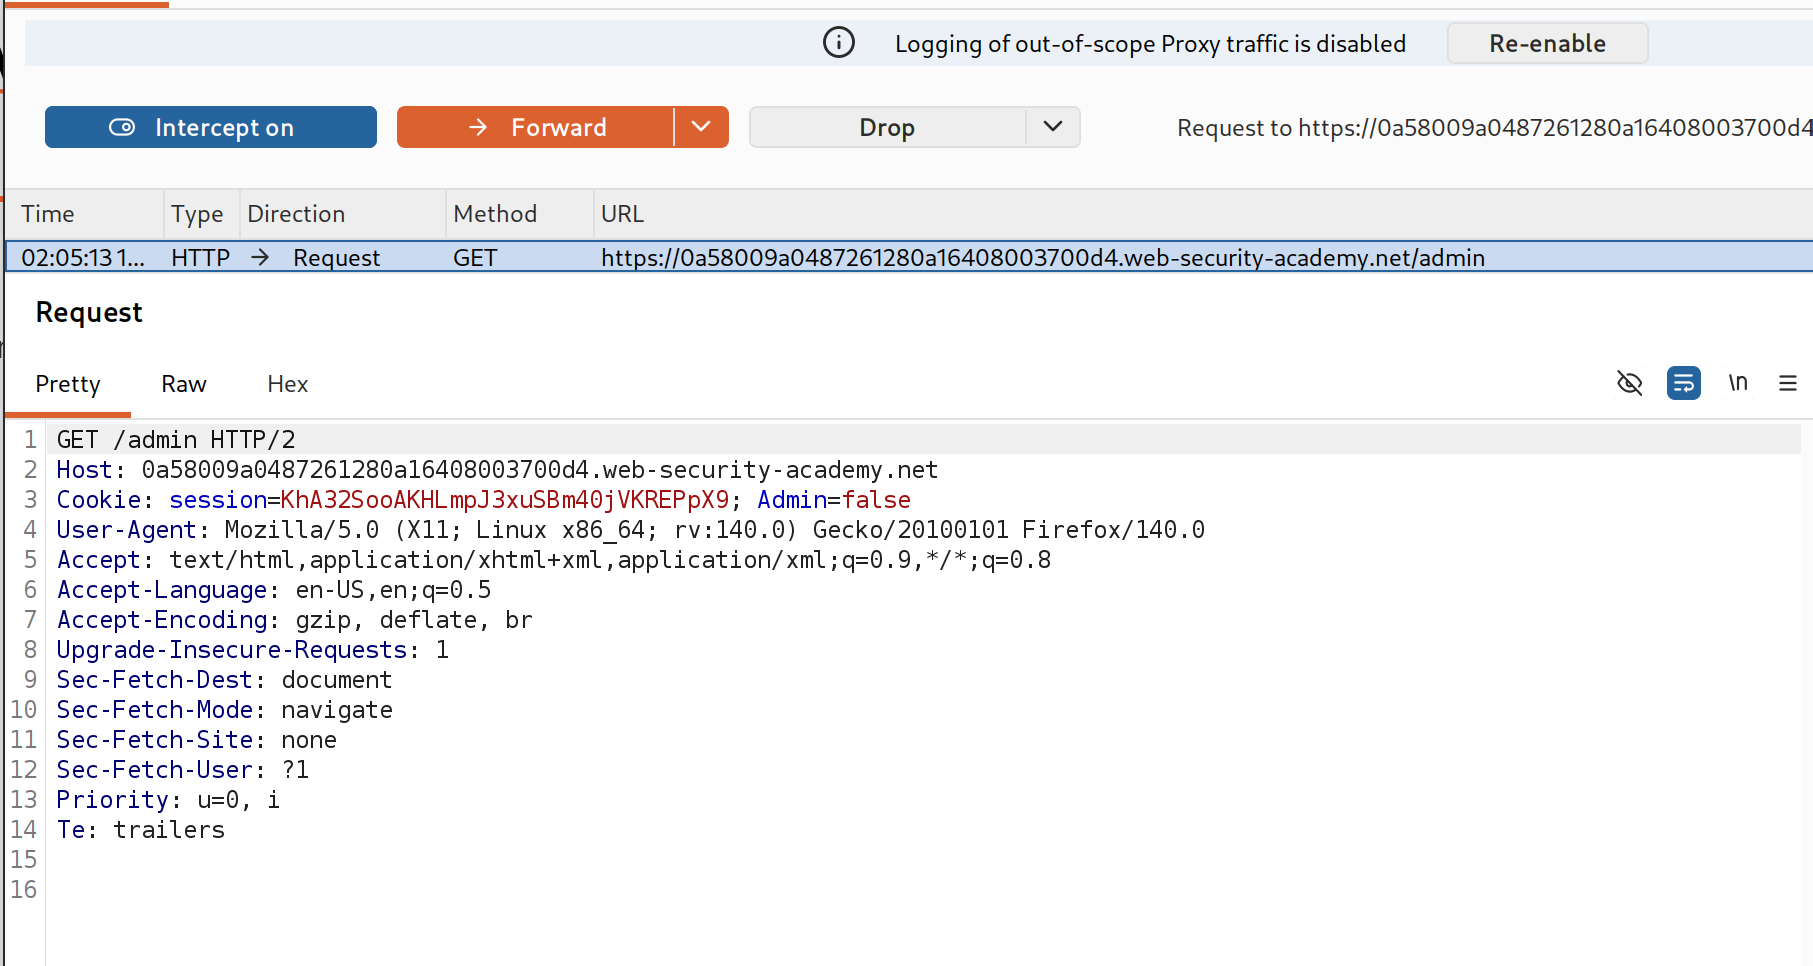 Logging of out-of-scope Proxy traffic is disabled Re-enable
Intercept on Forward Drop Request to https://0a58009a0487261280a16408003700d4
Time Type Direction Method URL
02:05:13 1... HTTP → Request GET https://0a58009a0487261280a16408003700d4.web-security-academy.net/admin
Request
Pretty Raw Hex \n
1 GET /admin HTTP/2
2 Host: 0a58009a0487261280a16408003700d4.web-security-academy.net
3 Cookie: session=KhA32SooAKHLmpJ3xuSBm40jVKREPpX9; Admin=false
4 User-Agent: Mozilla/5.0 (X11; Linux x86_64; rv:140.0) Gecko/20100101 Firefox/140.0
5 Accept: text/html,application/xhtml+xml,application/xml;q=0.9,*/*;q=0.8
6 Accept-Language: en-US,en;q=0.5
7 Accept-Encoding: gzip, deflate, br
8 Upgrade-Insecure-Requests: 1
9 Sec-Fetch-Dest: document
10 Sec-Fetch-Mode: navigate
11 Sec-Fetch-Site: none
12 Sec-Fetch-User: ?1
13 Priority: u=0, i
14 Te: trailers
15
16